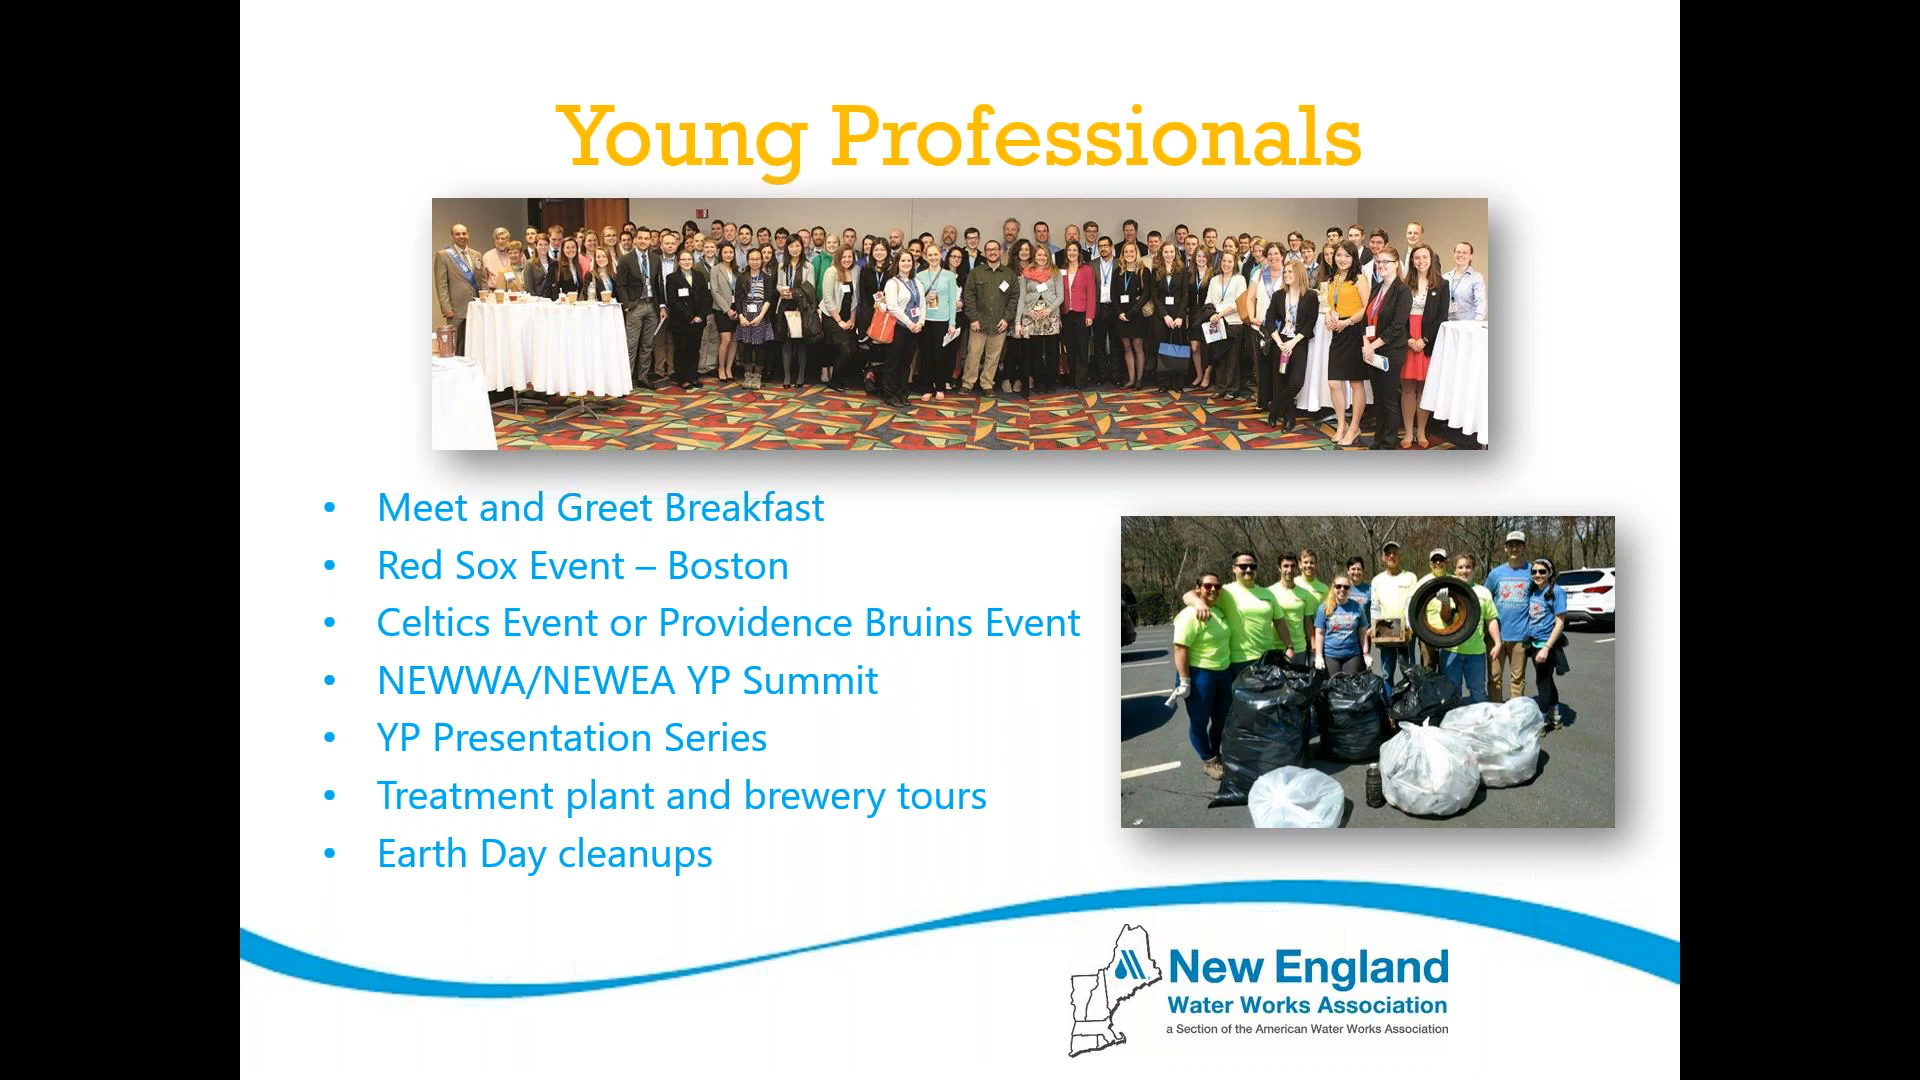 Young Professionals
• Meet and Greet Breakfast
• Red Sox Event – Boston
• Celtics Event or Providence Bruins Event
• NEWWA/NEWEA YP Summit
• YP Presentation Series
• Treatment plant and brewery tours
• Earth Day cleanups
New England
Water Works Association
a Section of the American Water Works Association